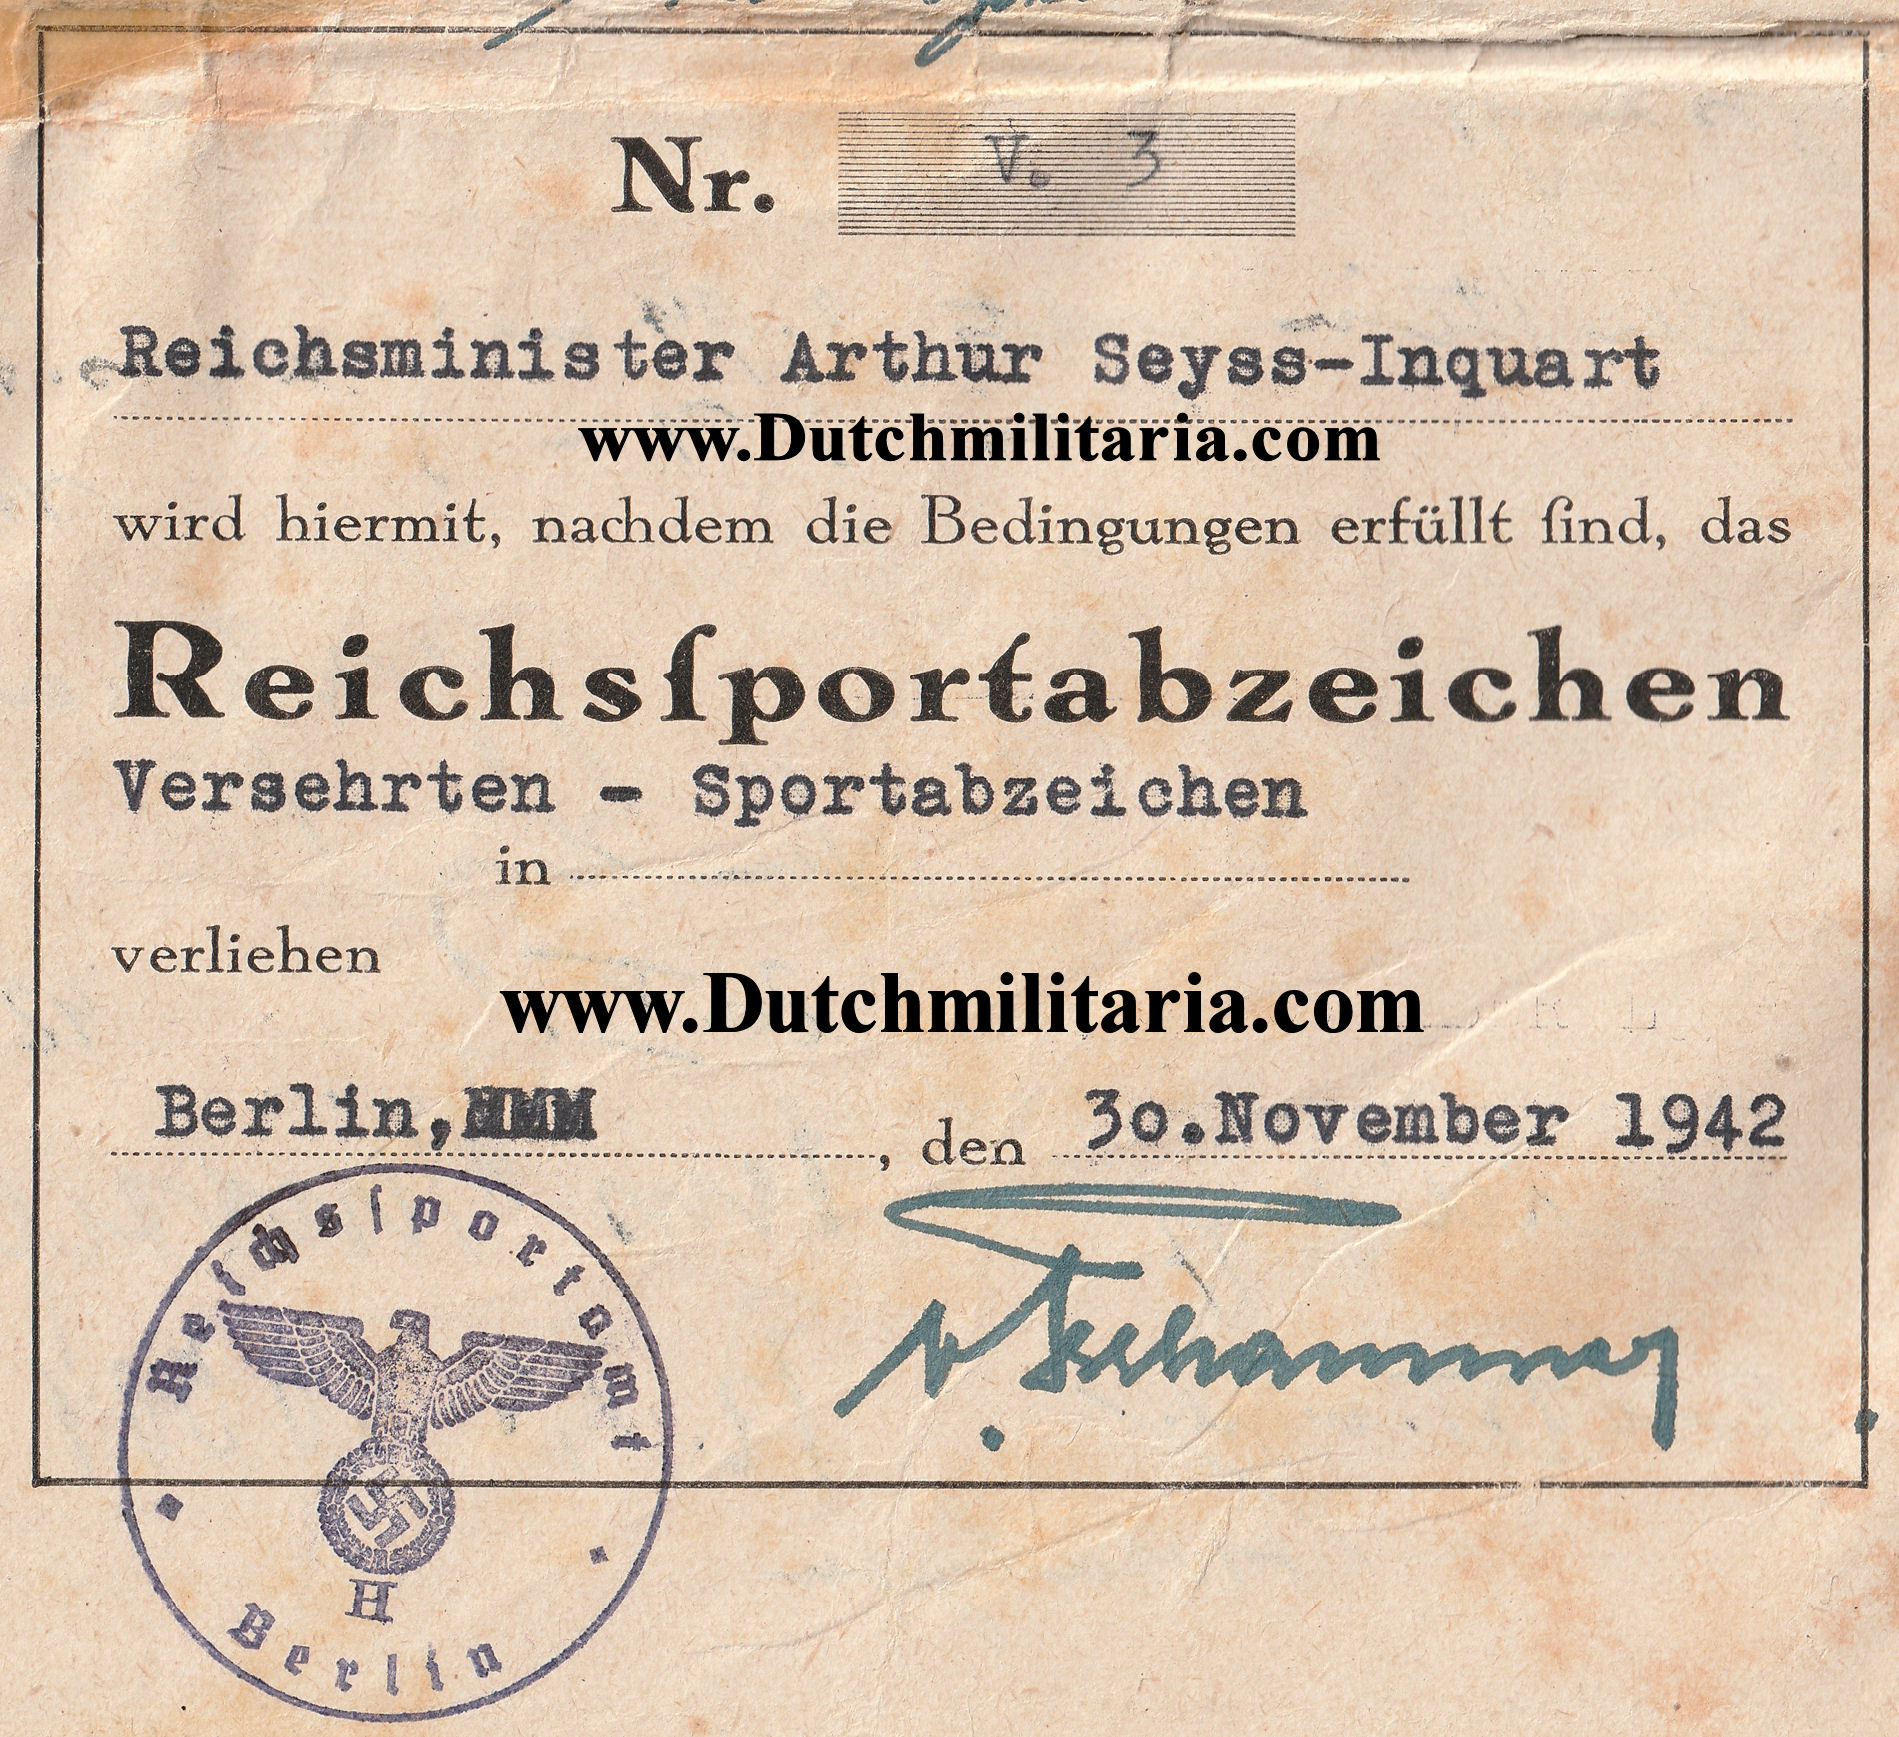 Nr. V. 3
Reichsminister Arthur Seyss-Inquart
www.Dutchmilitaria.com
wird hiermit, nachdem die Bedingungen erfüllt ſind, das
Reichsſportabzeichen
Versehrten - Sportabzeichen
in
verliehen
www.Dutchmilitaria.com
Berlin, , den 30.November 1942
v. Tschammer
Reichsſportamt
H
Berlin